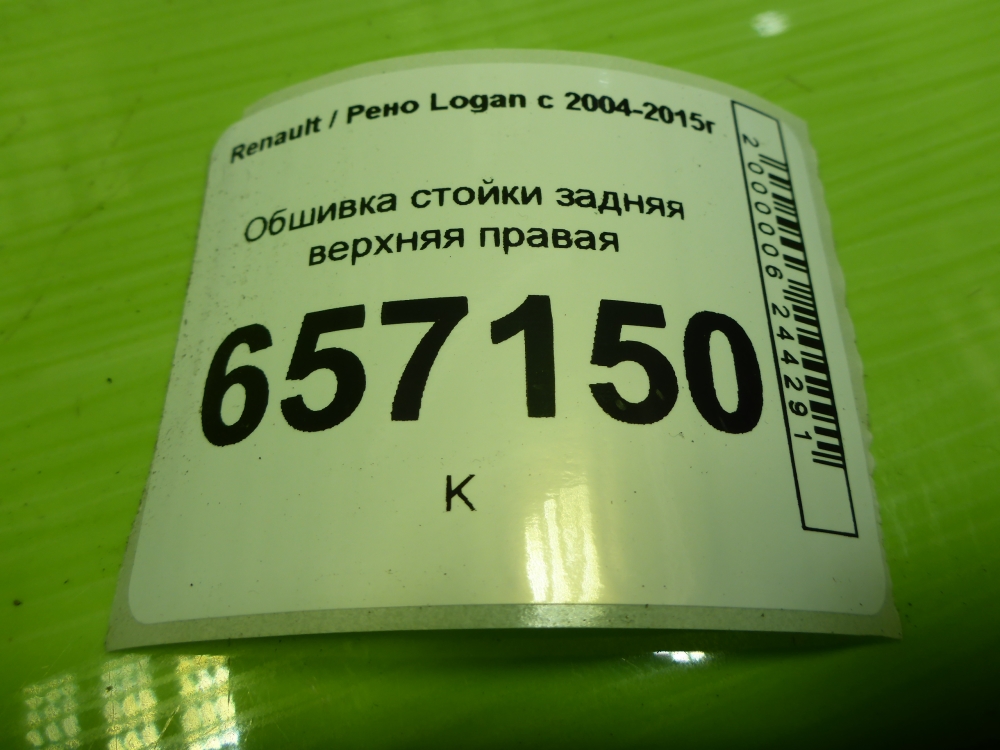 Renault / Рено Logan с 2004-2015г
Обшивка стойки задняя
верхняя правая
657150
К
2000006244291